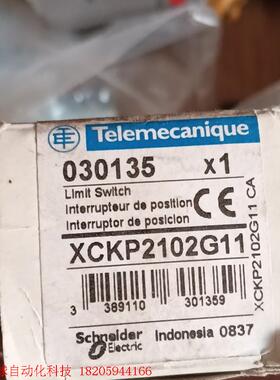 Telemecanique
030135 x1
Limit Switch
Interrupteur de position
Interruptor de posicion
CE
XCKP2102G11
XCKP2102G11 CA
3 389110 301359
Schneider Electric Indonesia 0837
自动化科技 18205944166